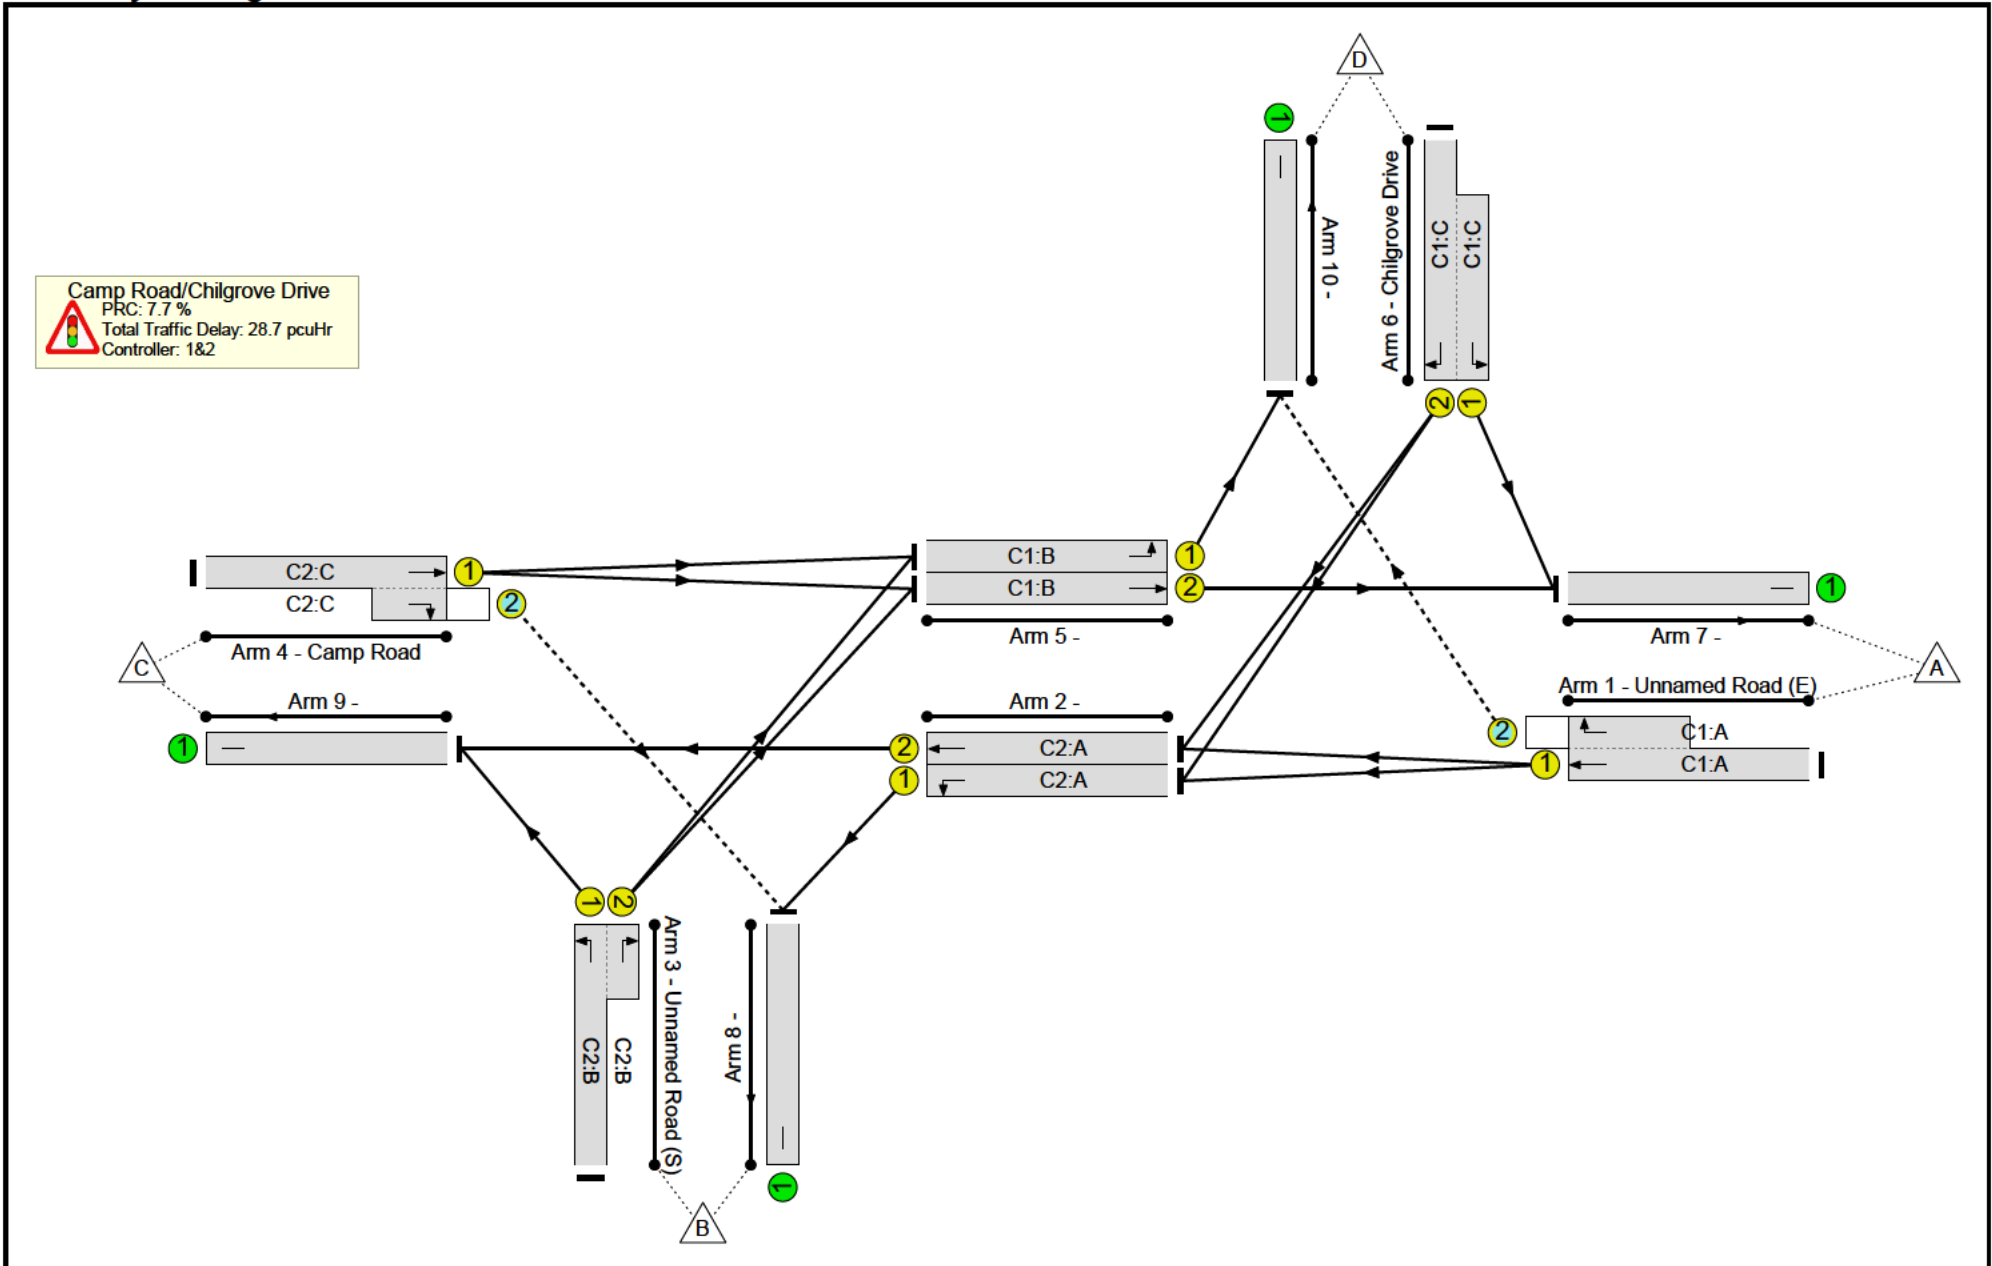 D
1
Arm 10 -
Arm 6 - Chilgrove Drive
C1:C
C1:C
2
1
Camp Road/Chilgrove Drive
PRC: 7.7 %
Total Traffic Delay: 28.7 pcuHr
Controller: 1&2
C2:C
1
C2:C
2
Arm 4 - Camp Road
C
Arm 9 -
1
C1:B
1
C1:B
2
Arm 5 -
1
Arm 7 -
A
Arm 1 - Unnamed Road (E)
2
C1:A
1
C1:A
Arm 2 -
2
C2:A
1
C2:A
1
2
C2:B
C2:B
Arm 3 - Unnamed Road (S)
Arm 8 -
1
B